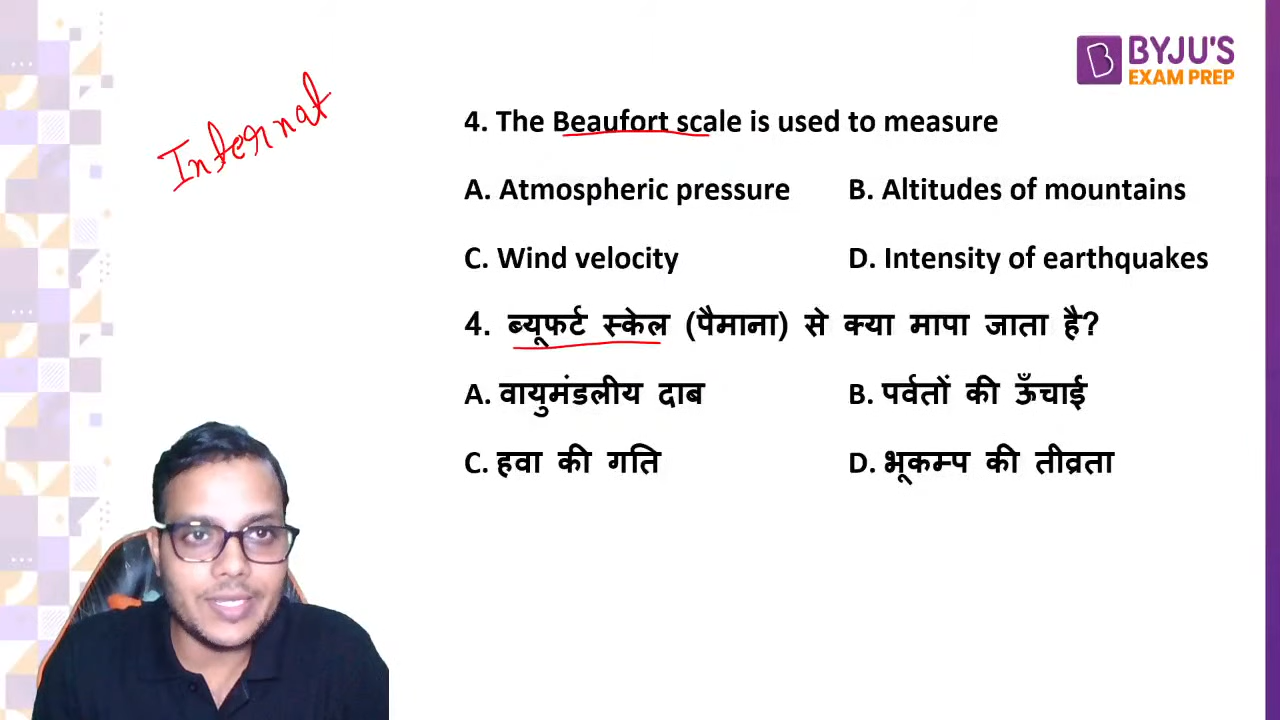 BYJU'S
EXAM PREP
Internat
4. The Beaufort scale is used to measure
A. Atmospheric pressure B. Altitudes of mountains
C. Wind velocity D. Intensity of earthquakes
4. ब्यूफर्ट स्केल (पैमाना) से क्या मापा जाता है?
A. वायुमंडलीय दाब B. पर्वतों की ऊँचाई
C. हवा की गति D. भूकम्प की तीव्रता